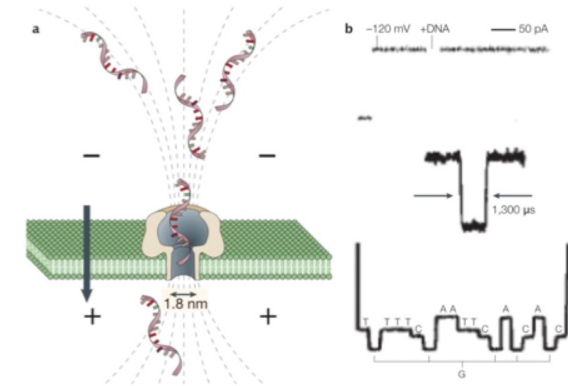 a
− −
1.8 nm
+ +
b
−120 mV +DNA 50 pA
1,300 µs
T T T T C A A T T C A C A C
G